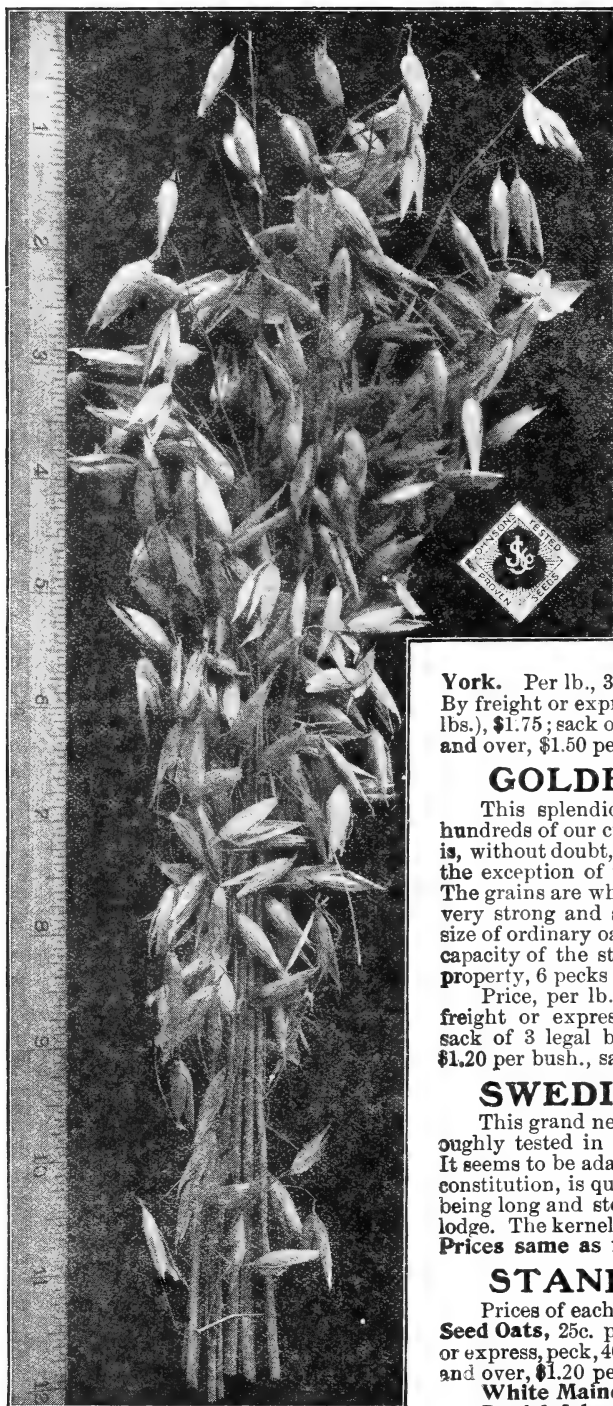 1
2
3
4
5
6
7
8
9
10
11
12
JOHNSONS TESTED
PROVEN SEEDS
York. Per lb., 3
By freight or expr
lbs.), $1.75; sack o
and over, $1.50 pe
GOLDE
This splendi
hundreds of our c
is, without doubt,
the exception of
The grains are wh
very strong and s
size of ordinary oa
capacity of the st
property, 6 pecks
Price, per lb.
freight or expres
sack of 3 legal b
$1.20 per bush., sa
SWEDI
This grand ne
oughly tested in
It seems to be ada
constitution, is qu
being long and ste
lodge. The kernel
Prices same as
STAN
Prices of each
Seed Oats, 25c. p
or express, peck, 40
and over, $1.20 pe
White Maine